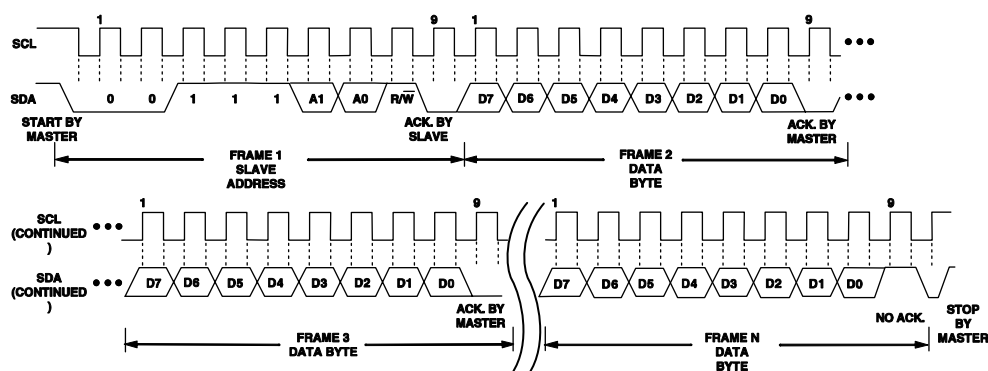 1 9 1 9
SCL
SDA 0 0 1 1 1 A1 A0 R/W̅ D7 D6 D5 D4 D3 D2 D1 D0
START BY
MASTER
ACK. BY
SLAVE
ACK. BY
MASTER
FRAME 1
SLAVE
ADDRESS
FRAME 2
DATA
BYTE
1 9 1 9
SCL
(CONTINUED
)
SDA
(CONTINUED
)
D7 D6 D5 D4 D3 D2 D1 D0 D7 D6 D5 D4 D3 D2 D1 D0
ACK. BY
MASTER
NO ACK.
STOP
BY
MASTER
FRAME 3
DATA BYTE
FRAME N
DATA
BYTE